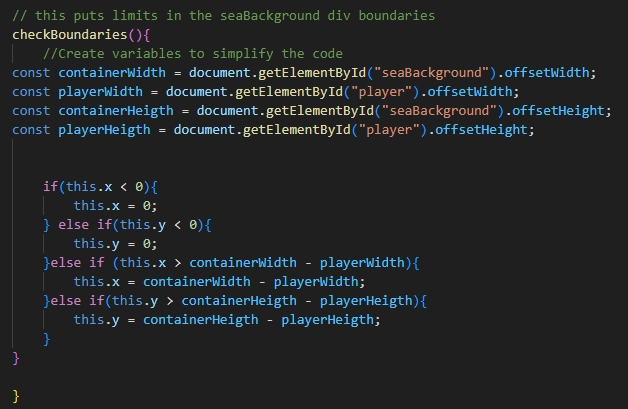 // this puts limits in the seaBackground div boundaries
checkBoundaries(){
//Create variables to simplify the code
const containerWidth = document.getElementById("seaBackground").offsetWidth;
const playerWidth = document.getElementById("player").offsetWidth;
const containerHeigth = document.getElementById("seaBackground").offsetHeight;
const playerHeigth = document.getElementById("player").offsetHeight;
if(this.x < 0){
this.x = 0;
} else if(this.y < 0){
this.y = 0;
}else if (this.x > containerWidth - playerWidth){
this.x = containerWidth - playerWidth;
}else if(this.y > containerHeigth - playerHeigth){
this.y = containerHeigth - playerHeigth;
}
}
}